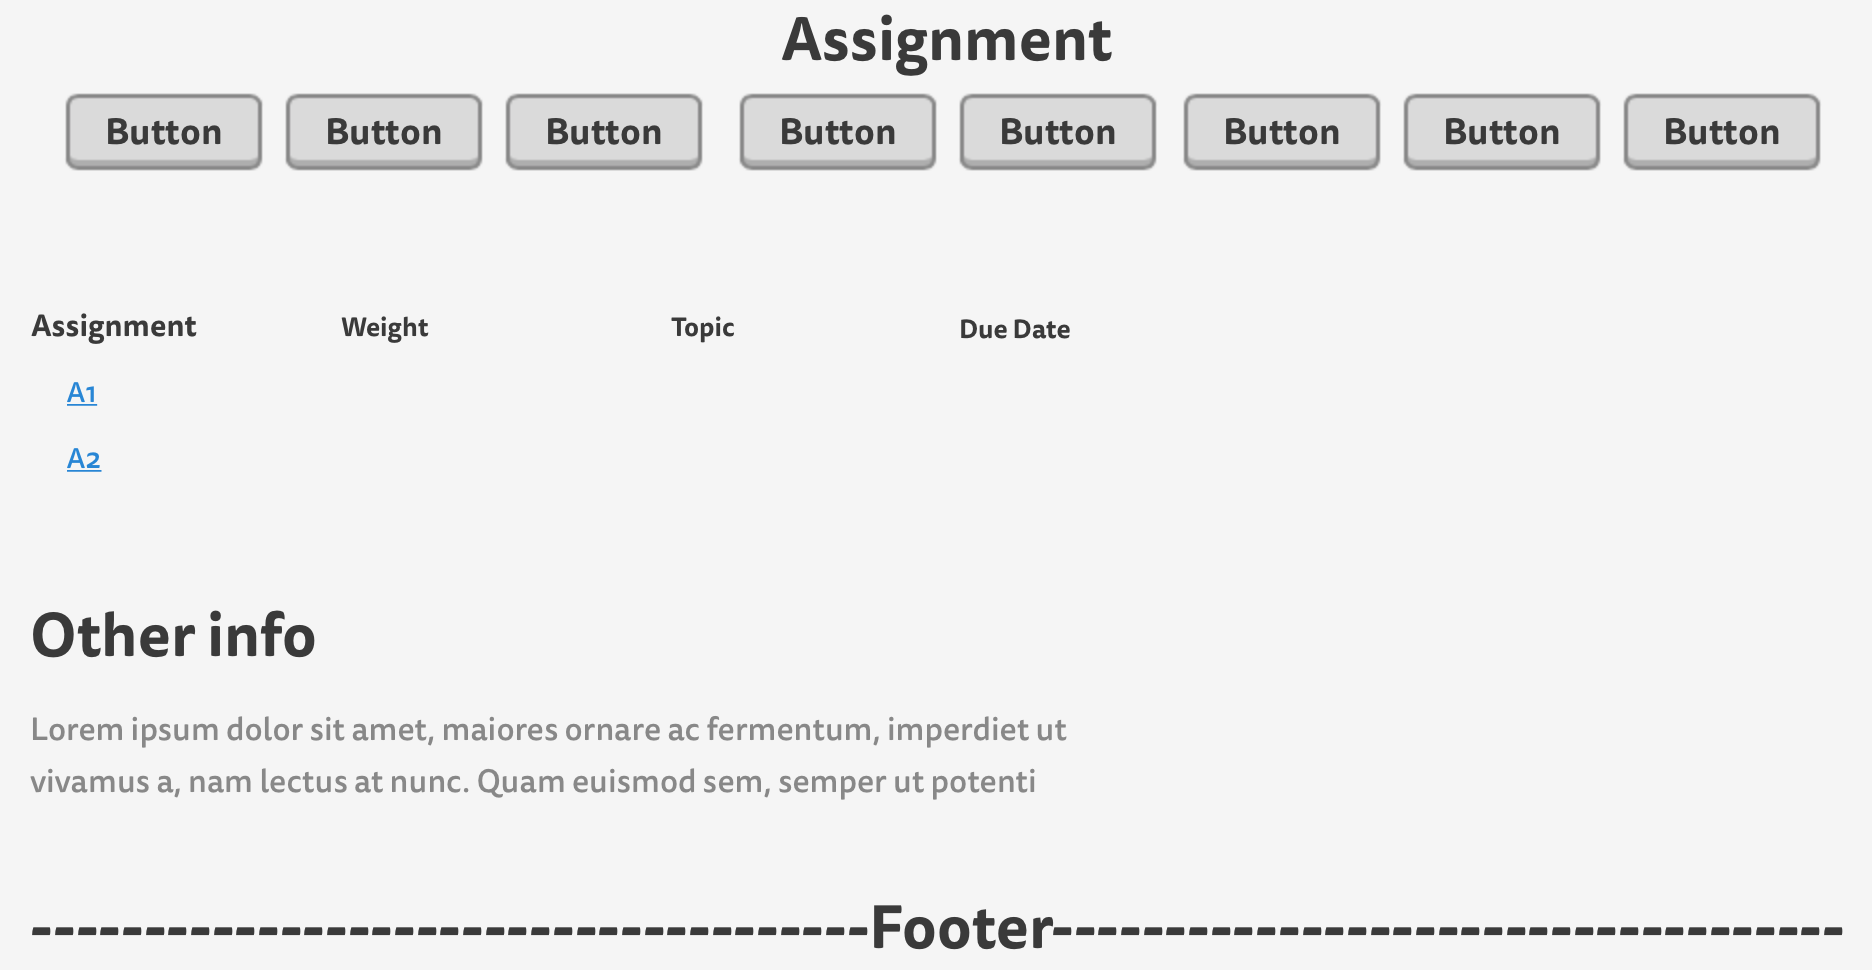 Assignment
Button Button Button Button Button Button Button Button
Assignment Weight Topic Due Date
A1
A2
Other info
Lorem ipsum dolor sit amet, maiores ornare ac fermentum, imperdiet ut
vivamus a, nam lectus at nunc. Quam euismod sem, semper ut potenti
-------------------------------------Footer-----------------------------------